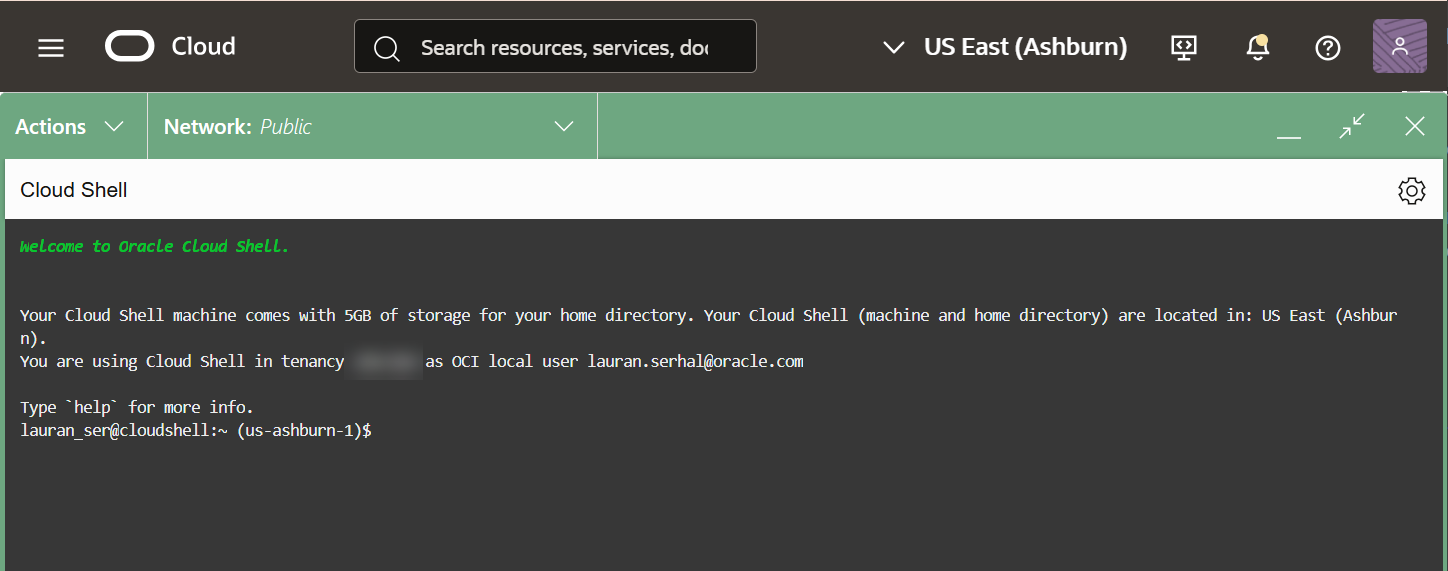 Cloud
Search resources, services, doc
US East (Ashburn)
Actions
Network: Public
Cloud Shell
Welcome to Oracle Cloud Shell.
Your Cloud Shell machine comes with 5GB of storage for your home directory. Your Cloud Shell (machine and home directory) are located in: US East (Ashbur
n).
You are using Cloud Shell in tenancy as OCI local user lauran.serhal@oracle.com
Type `help` for more info.
lauran_ser@cloudshell:~ (us-ashburn-1)$